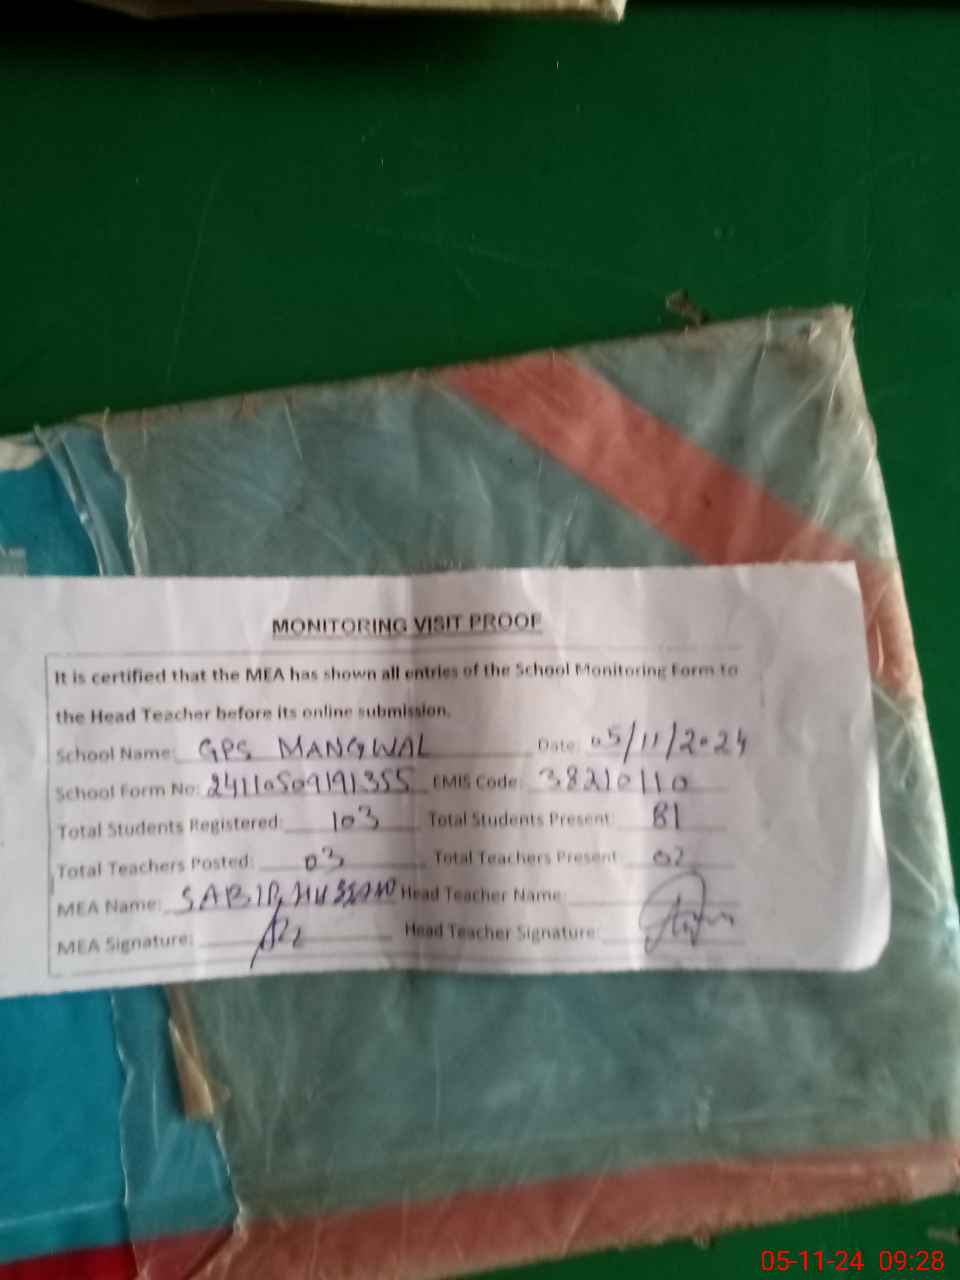 MONITORING VISIT PROOF
It is certified that the MEA has shown all entries of the School Monitoring Form to
the Head Teacher before its online submission.
School Name: GPS MANGWAL Date: 05/11/2024
School Form No: 24110509191355 EMIS Code: 38210110
Total Students Registered: 103 Total Students Present: 81
Total Teachers Posted: 03 Total Teachers Present 02
MEA Name: SABIR HUSSAIN Head Teacher Name
MEA Signature: Head Teacher Signature:
05-11-24 09:28